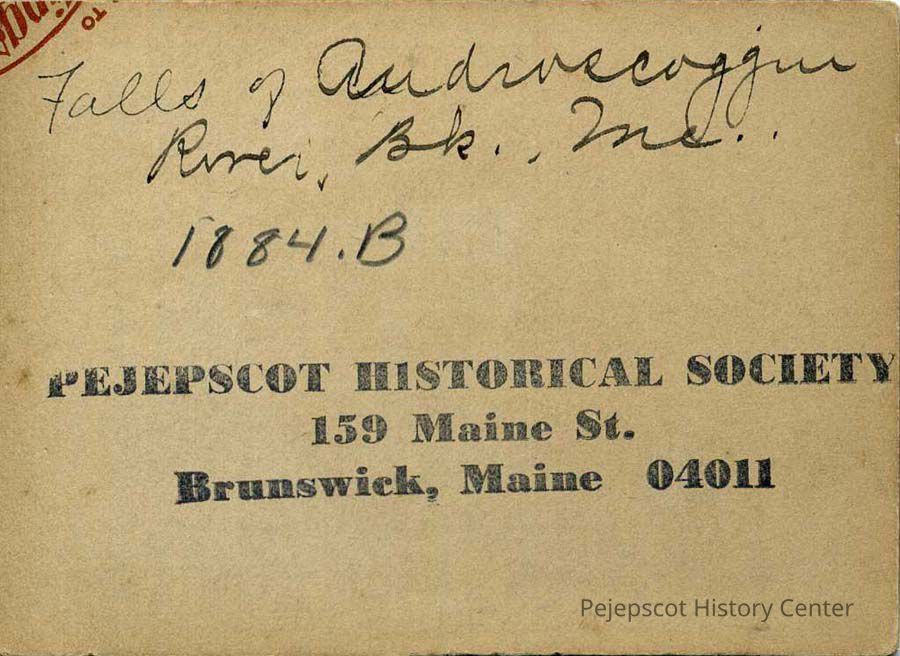 TO
Falls of Androscoggin
River, Bk., Me..
1884.B
PEJEPSCOT HISTORICAL SOCIETY
159 Maine St.
Brunswick, Maine 04011
Pejepscot History Center